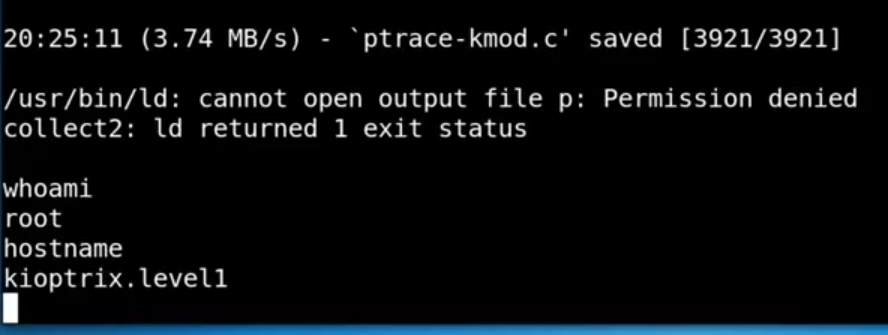 20:25:11 (3.74 MB/s) - `ptrace-kmod.c' saved [3921/3921]
/usr/bin/ld: cannot open output file p: Permission denied
collect2: ld returned 1 exit status
whoami
root
hostname
kioptrix.level1